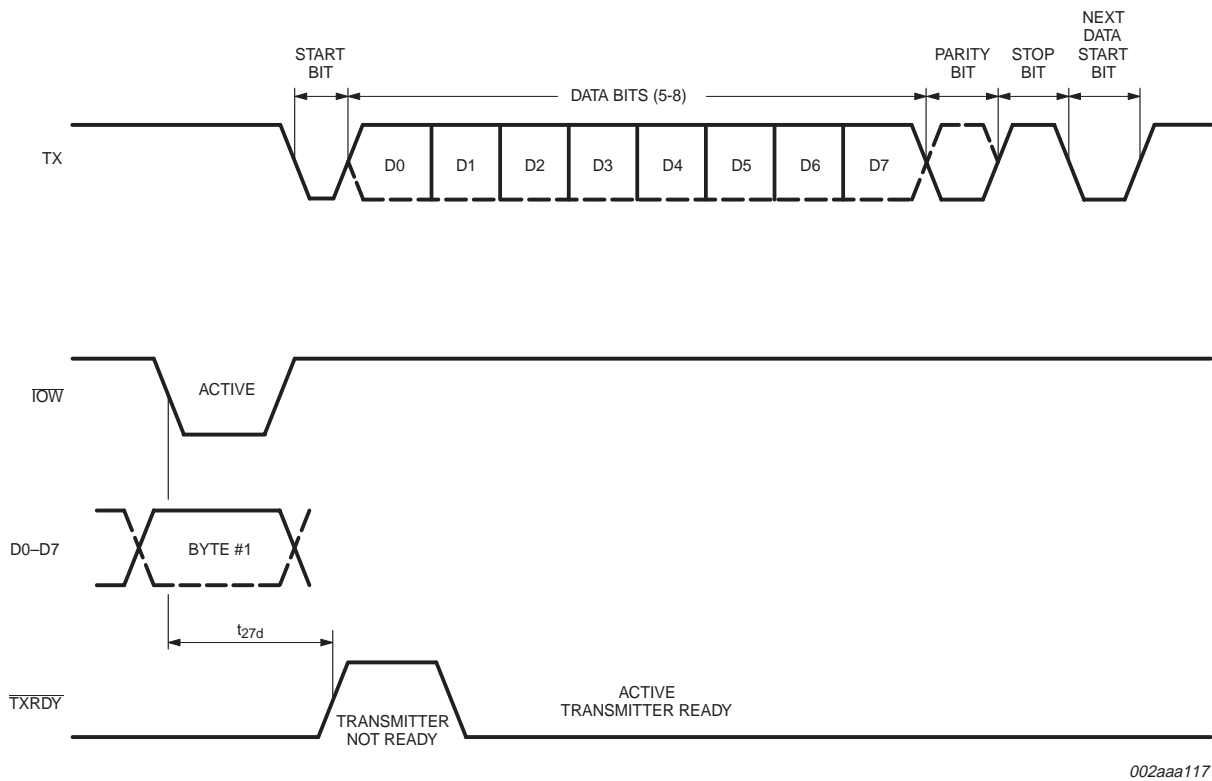 START
BIT
DATA BITS (5-8)
PARITY
BIT
STOP
BIT
NEXT
DATA
START
BIT
TX
D0 D1 D2 D3 D4 D5 D6 D7
IOW
ACTIVE
D0–D7
BYTE #1
t27d
TXRDY
TRANSMITTER
NOT READY
ACTIVE
TRANSMITTER READY
002aaa117